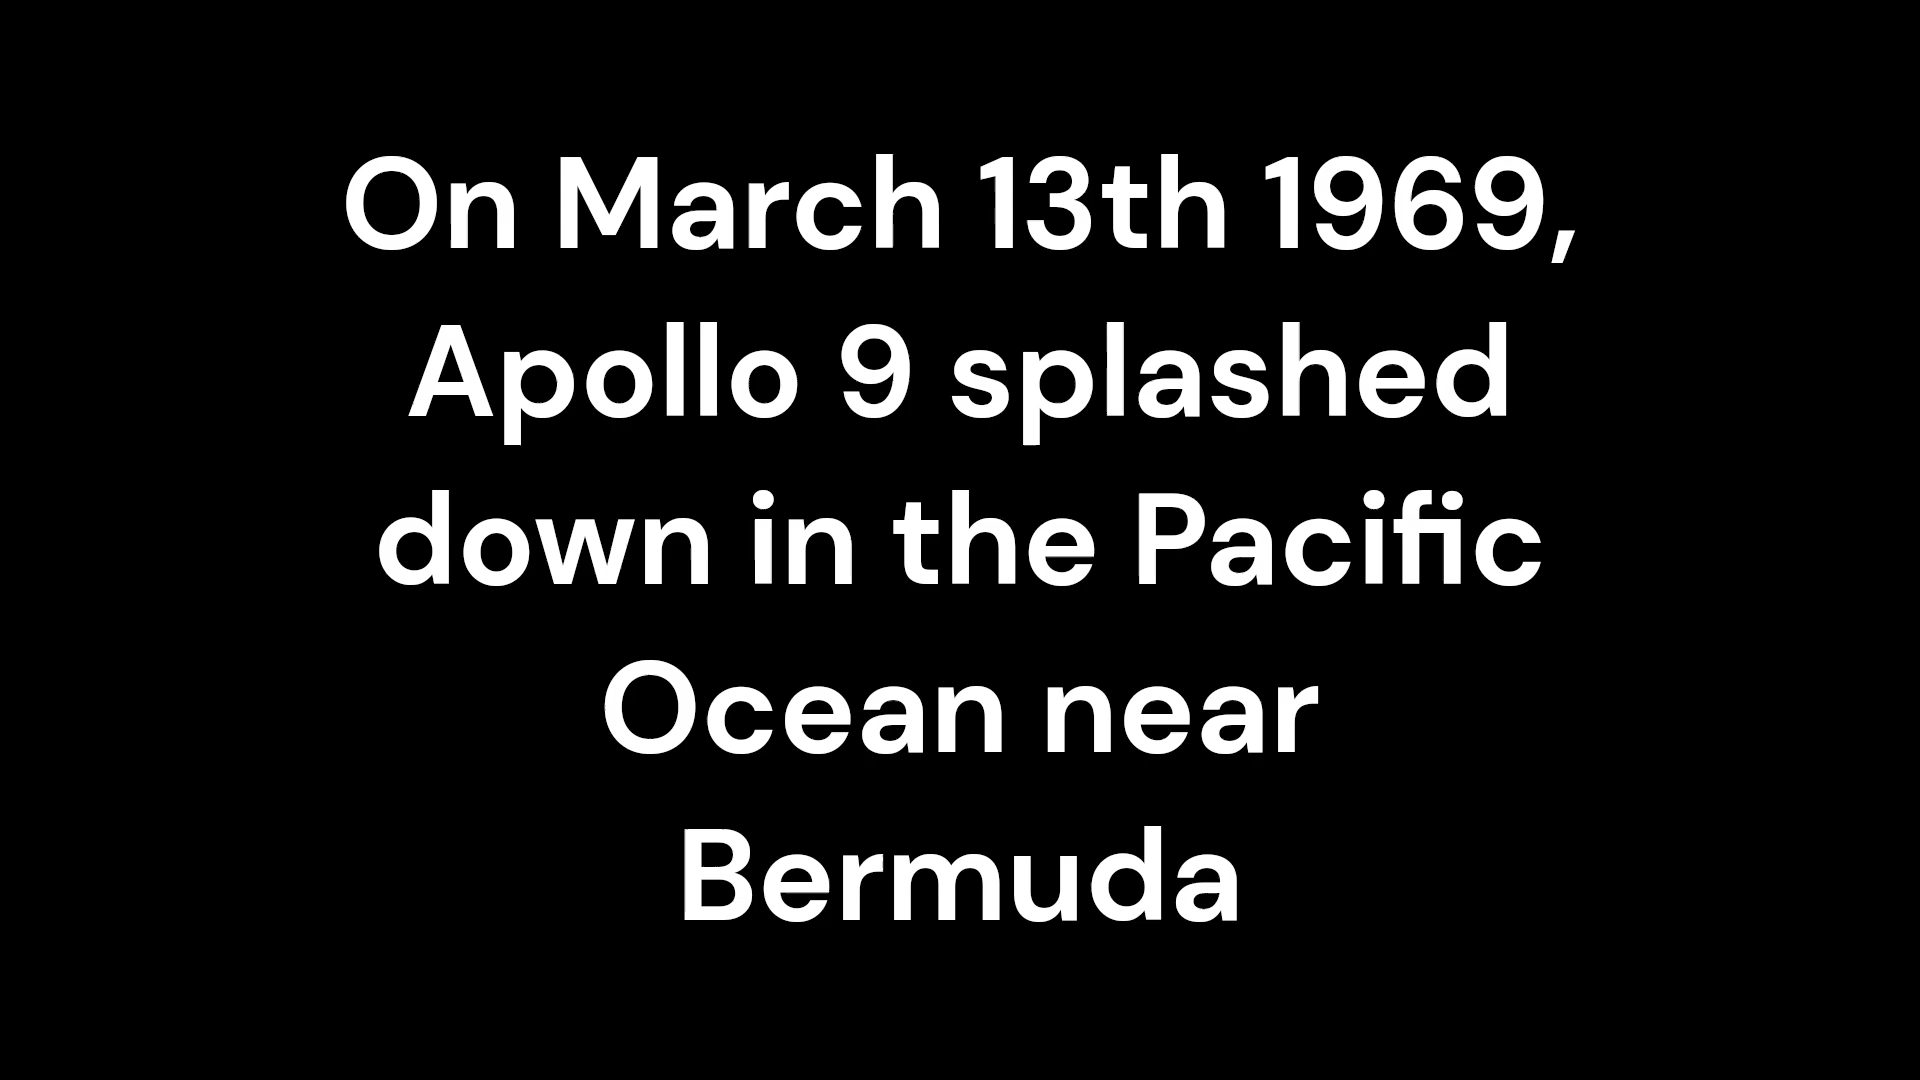 On March 13th 1969,
Apollo 9 splashed
down in the Pacific
Ocean near
Bermuda